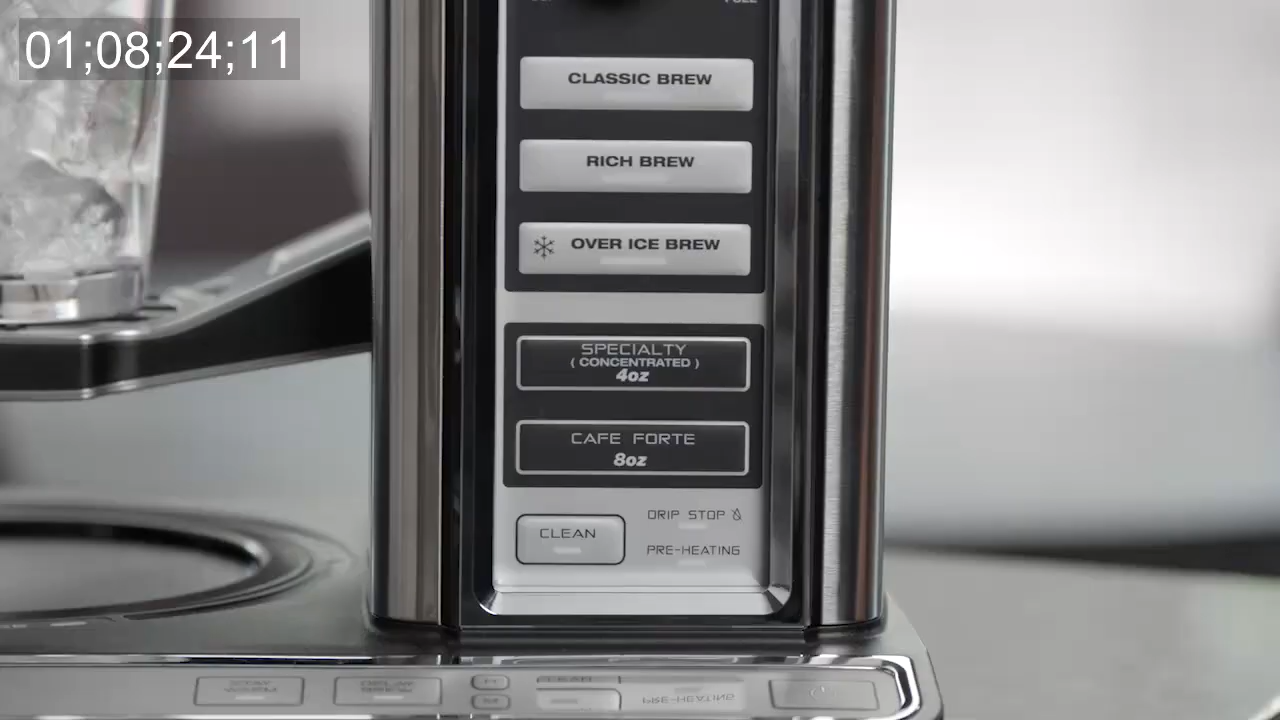 01;08;24;11
CLASSIC BREW
RICH BREW
OVER ICE BREW
SPECIALTY
( CONCENTRATED )
4oz
CAFE FORTE
8oz
CLEAN
DRIP STOP
PRE-HEATING